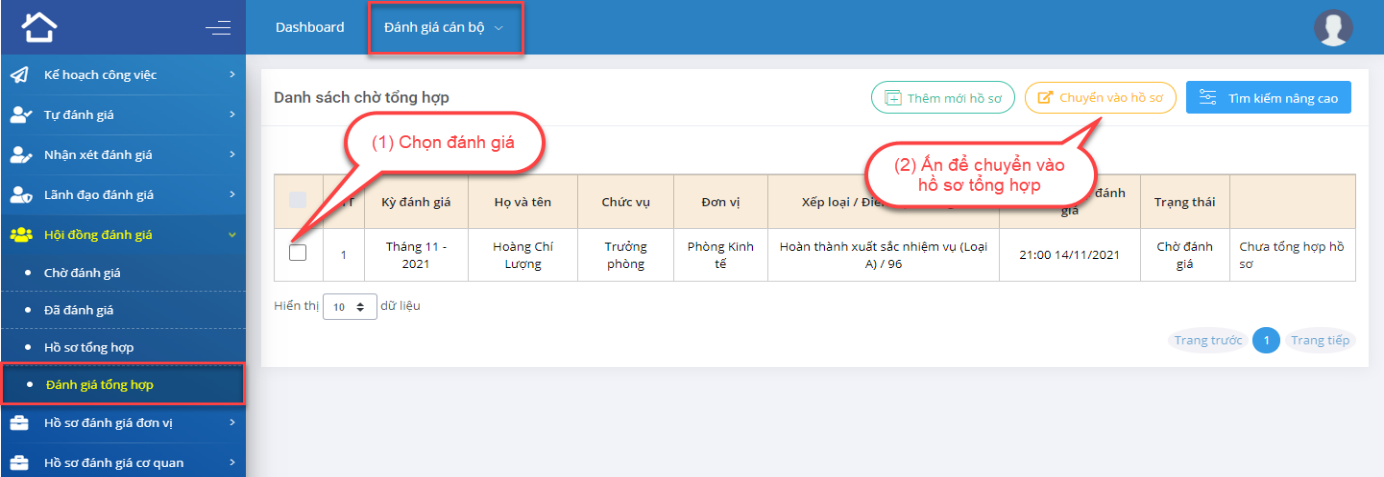 Dashboard
Đánh giá cán bộ
Kế hoạch công việc
Tự đánh giá
Nhận xét đánh giá
Lãnh đạo đánh giá
Hội đồng đánh giá
Chờ đánh giá
Đã đánh giá
Hồ sơ tổng hợp
Đánh giá tổng hợp
Hồ sơ đánh giá đơn vị
Hồ sơ đánh giá cơ quan
Danh sách chờ tổng hợp
Thêm mới hồ sơ
Chuyển vào hồ sơ
Tìm kiếm nâng cao
(1) Chọn đánh giá
(2) Ấn để chuyển vào
hồ sơ tổng hợp
Kỳ đánh giá
Họ và tên
Chức vụ
Đơn vị
Xếp loại /
đánh
giá
Trạng thái
1
Tháng 11 -
2021
Hoàng Chí
Lượng
Trưởng
phòng
Phòng Kinh
tế
Hoàn thành xuất sắc nhiệm vụ (Loại
A) / 96
21:00 14/11/2021
Chờ đánh
giá
Chưa tổng hợp hồ
sơ
Hiển thị 10 dữ liệu
Trang trước 1 Trang tiếp